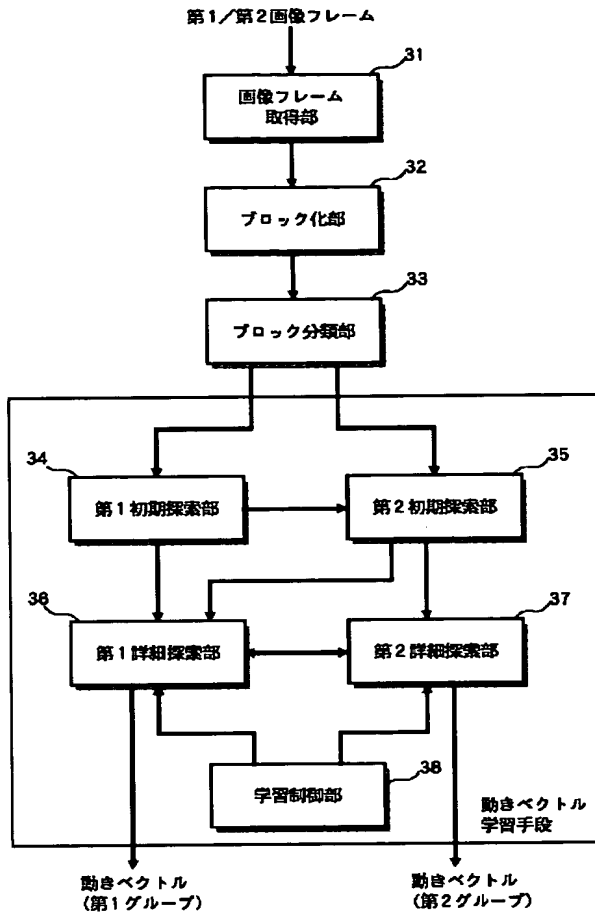 第1/第2画像フレーム
31
画像フレーム
取得部
32
ブロック化部
33
ブロック分類部
34
第1初期探索部
35
第2初期探索部
36
第1詳細探索部
37
第2詳細探索部
38
学習制御部
動きベクトル
学習手段
動きベクトル
(第1グループ)
動きベクトル
(第2グループ)